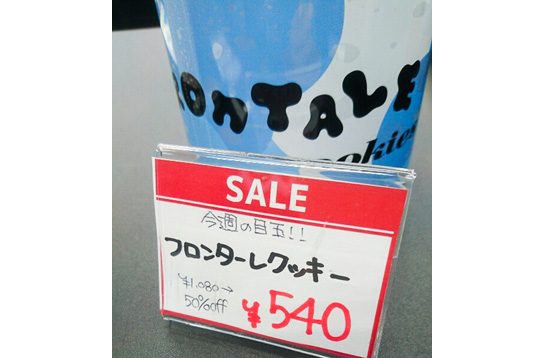 RONTALE
ookies
SALE
今週の目玉!!
フロンターレクッキー
¥1,080→
50%off
¥540